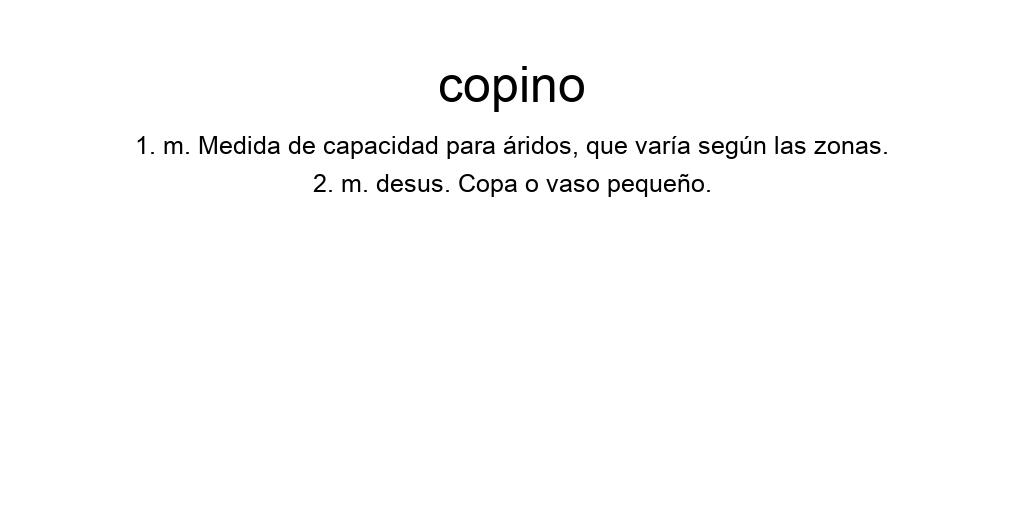 copino
1. m. Medida de capacidad para áridos, que varía según las zonas.
2. m. desus. Copa o vaso pequeño.